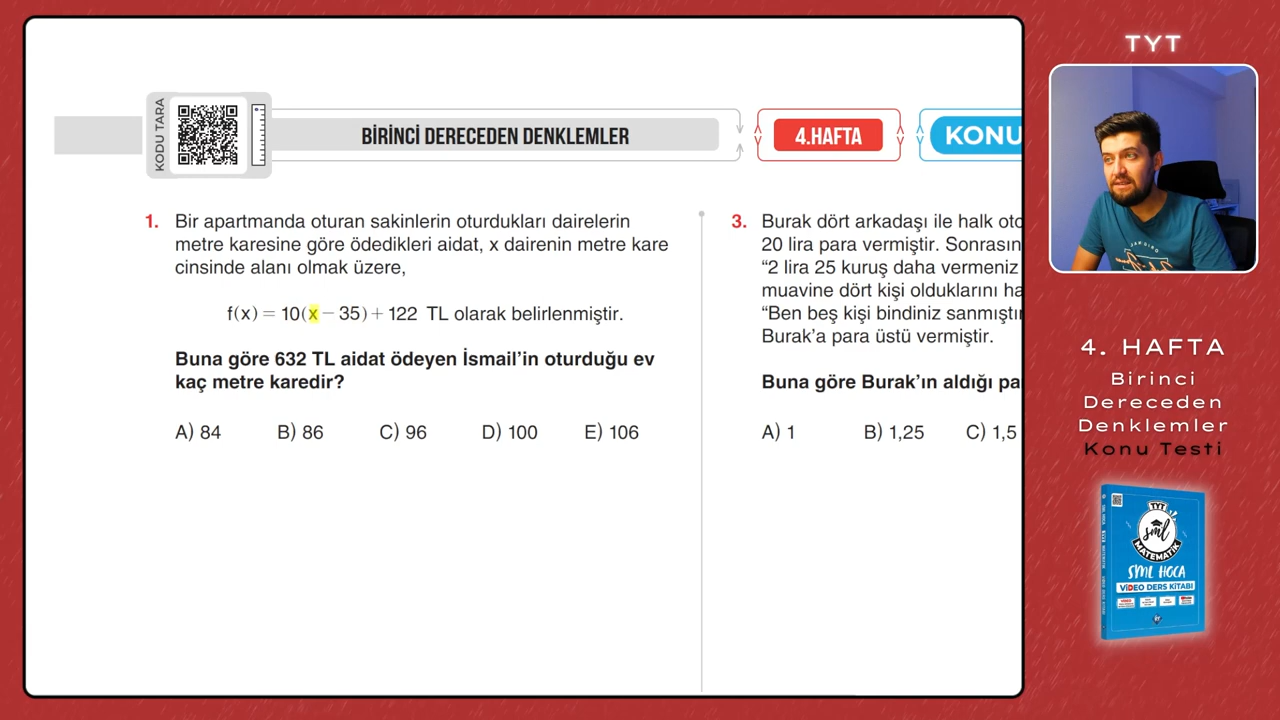 KODU TARA
BİRİNCİ DERECEDEN DENKLEMLER
4.HAFTA
KONU
1. Bir apartmanda oturan sakinlerin oturdukları dairelerin
metre karesine göre ödedikleri aidat, x dairenin metre kare
cinsinde alanı olmak üzere,
f(x) = 10(x − 35) + 122 TL olarak belirlenmiştir.
Buna göre 632 TL aidat ödeyen İsmail’in oturduğu ev
kaç metre karedir?
A) 84 B) 86 C) 96 D) 100 E) 106
3. Burak dört arkadaşı ile halk oto
20 lira para vermiştir. Sonrasın
“2 lira 25 kuruş daha vermeniz
muavine dört kişi olduklarını ha
“Ben beş kişi bindiniz sanmıştı
Burak’a para üstü vermiştir.
Buna göre Burak’ın aldığı pa
A) 1 B) 1,25 C) 1,5
TYT
4. HAFTA
Birinci
Dereceden
Denklemler
Konu Testi
TYT
sml
MATEMATİK
SML HOCA
VİDEO DERS KİTABI